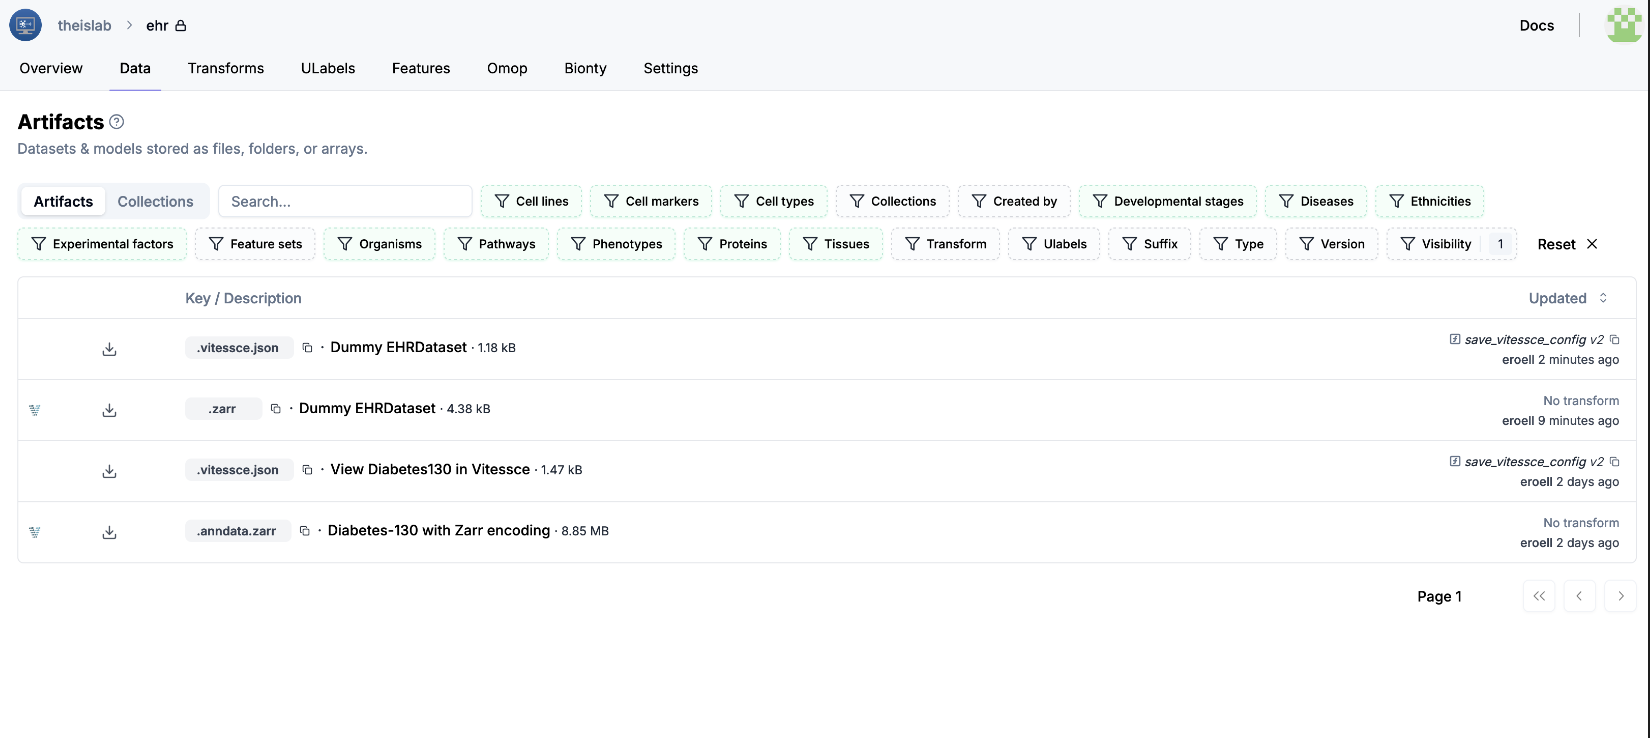 theislab > ehr
Docs
Overview Data Transforms ULabels Features Omop Bionty Settings
Artifacts
Datasets & models stored as files, folders, or arrays.
Artifacts Collections Search... Cell lines Cell markers Cell types Collections Created by Developmental stages Diseases Ethnicities
Experimental factors Feature sets Organisms Pathways Phenotypes Proteins Tissues Transform Ulabels Suffix Type Version Visibility 1 Reset
Key / Description Updated
.vitessce.json · Dummy EHRDataset · 1.18 kB
save_vitessce_config v2
eroell 2 minutes ago
.zarr · Dummy EHRDataset · 4.38 kB
No transform
eroell 9 minutes ago
.vitessce.json · View Diabetes130 in Vitessce · 1.47 kB
save_vitessce_config v2
eroell 2 days ago
.anndata.zarr · Diabetes-130 with Zarr encoding · 8.85 MB
No transform
eroell 2 days ago
Page 1